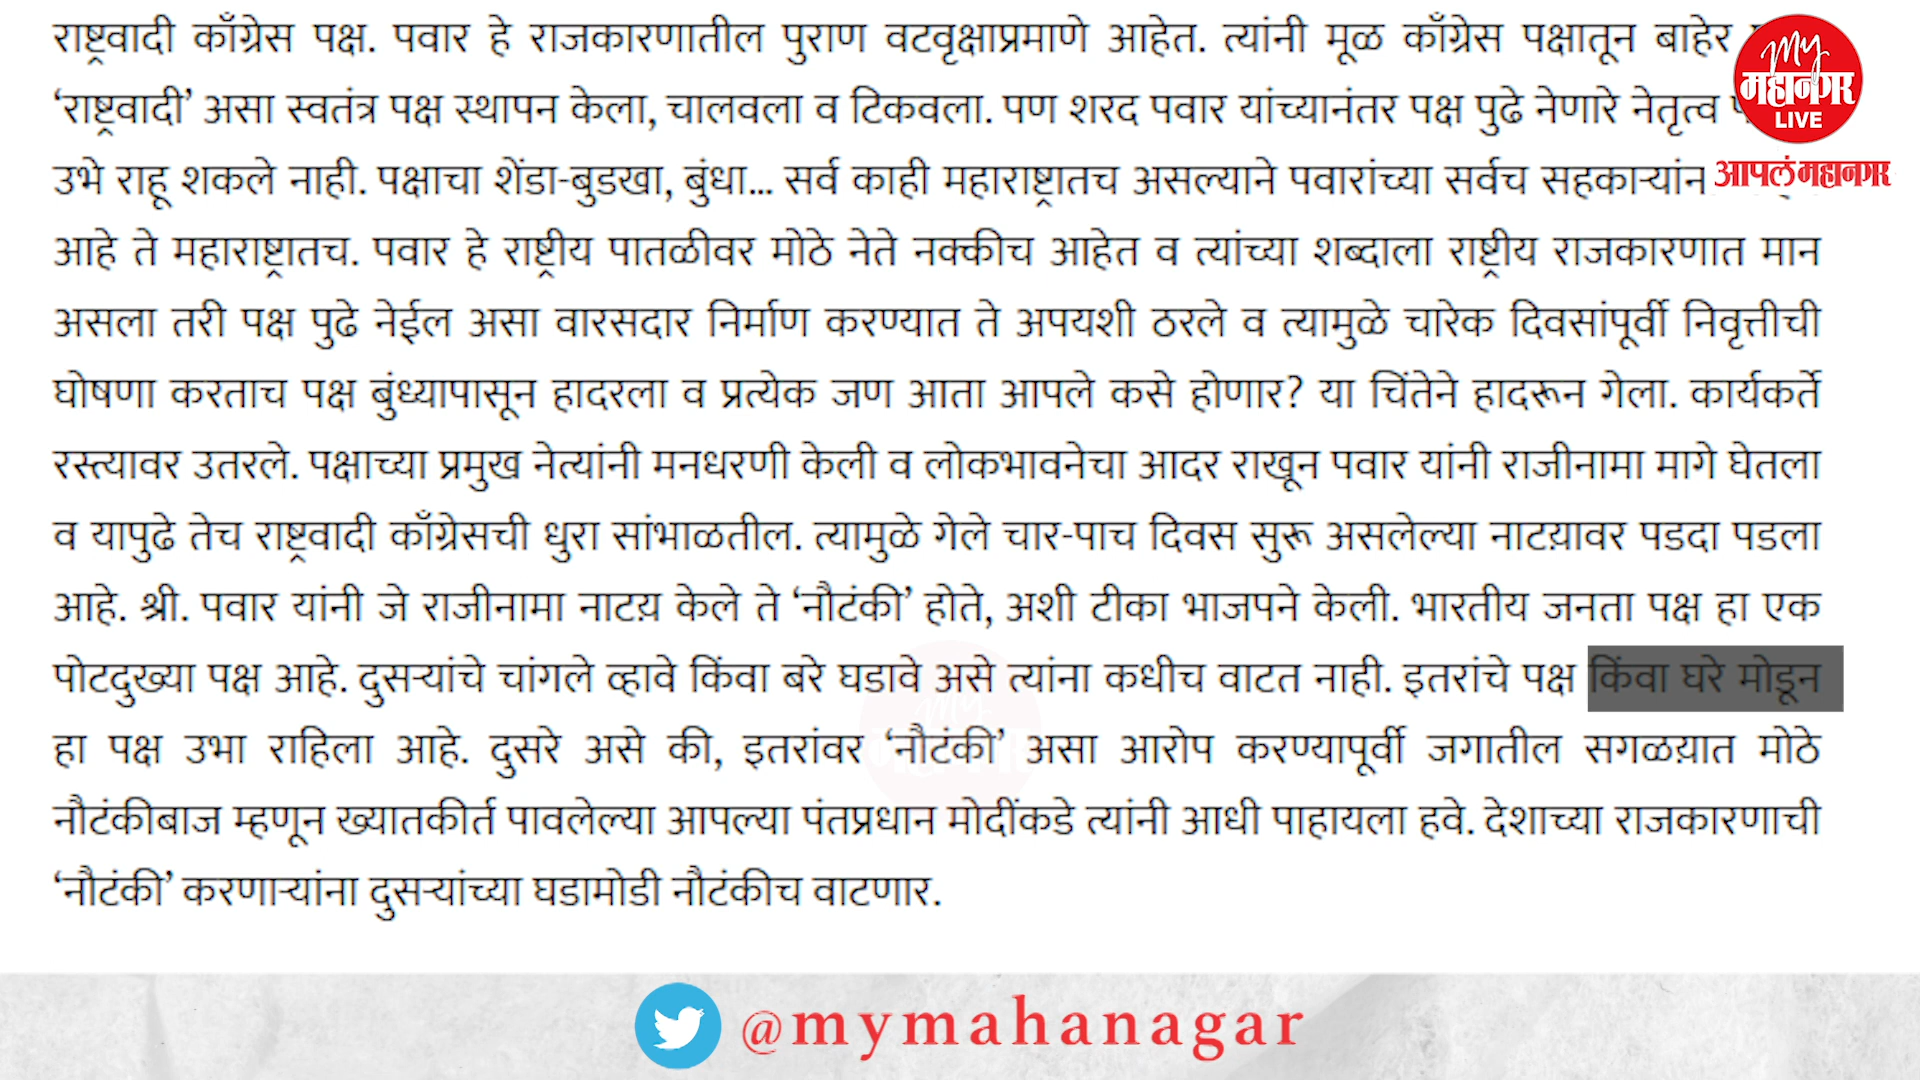 राष्ट्रवादी काँग्रेस पक्ष. पवार हे राजकारणातील पुराण वटवृक्षाप्रमाणे आहेत. त्यांनी मूळ काँग्रेस पक्षातून बाहेर
‘राष्ट्रवादी’ असा स्वतंत्र पक्ष स्थापन केला, चालवला व टिकवला. पण शरद पवार यांच्यानंतर पक्ष पुढे नेणारे नेतृत्व
उभे राहू शकले नाही. पक्षाचा शेंडा-बुडखा, बुंधा... सर्व काही महाराष्ट्रातच असल्याने पवारांच्या सर्वच
आहे ते महाराष्ट्रातच. पवार हे राष्ट्रीय पातळीवर मोठे नेते नक्कीच आहेत व त्यांच्या शब्दाला राष्ट्रीय राजकारणात मान
असला तरी पक्ष पुढे नेईल असा वारसदार निर्माण करण्यात ते अपयशी ठरले व त्यामुळे चारेक दिवसांपूर्वी निवृत्तीची
घोषणा करताच पक्ष बुंध्यापासून हादरला व प्रत्येक जण आता आपले कसे होणार? या चिंतेने हादरून गेला. कार्यकर्ते
रस्त्यावर उतरले. पक्षाच्या प्रमुख नेत्यांनी मनधरणी केली व लोकभावनेचा आदर राखून पवार यांनी राजीनामा मागे घेतला
व यापुढे तेच राष्ट्रवादी काँग्रेसची धुरा सांभाळतील. त्यामुळे गेले चार-पाच दिवस सुरू असलेल्या नाटय़ावर पडदा पडला
आहे. श्री. पवार यांनी जे राजीनामा नाटय़ केले ते ‘नौटंकी’ होते, अशी टीका भाजपने केली. भारतीय जनता पक्ष हा एक
पोटदुख्या पक्ष आहे. दुसऱ्यांचे चांगले व्हावे किंवा बरे घडावे असे त्यांना कधीच वाटत नाही. इतरांचे पक्ष किंवा घरे मोडून
हा पक्ष उभा राहिला आहे. दुसरे असे की, इतरांवर ‘नौटंकी’ असा आरोप करण्यापूर्वी जगातील सगळय़ात मोठे
नौटंकीबाज म्हणून ख्यातकीर्त पावलेल्या आपल्या पंतप्रधान मोदींकडे त्यांनी आधी पाहायला हवे. देशाच्या राजकारणाची
‘नौटंकी’ करणाऱ्यांना दुसऱ्यांच्या घडामोडी नौटंकीच वाटणार.
My
महानगर
LIVE
आपलं महानगर
@mymahanagar